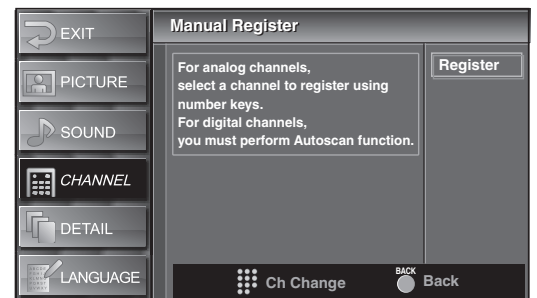 EXIT
PICTURE
SOUND
CHANNEL
DETAIL
LANGUAGE
Manual Register
For analog channels,
select a channel to register using
number keys.
For digital channels,
you must perform Autoscan function.
Register
Ch Change
BACK
Back